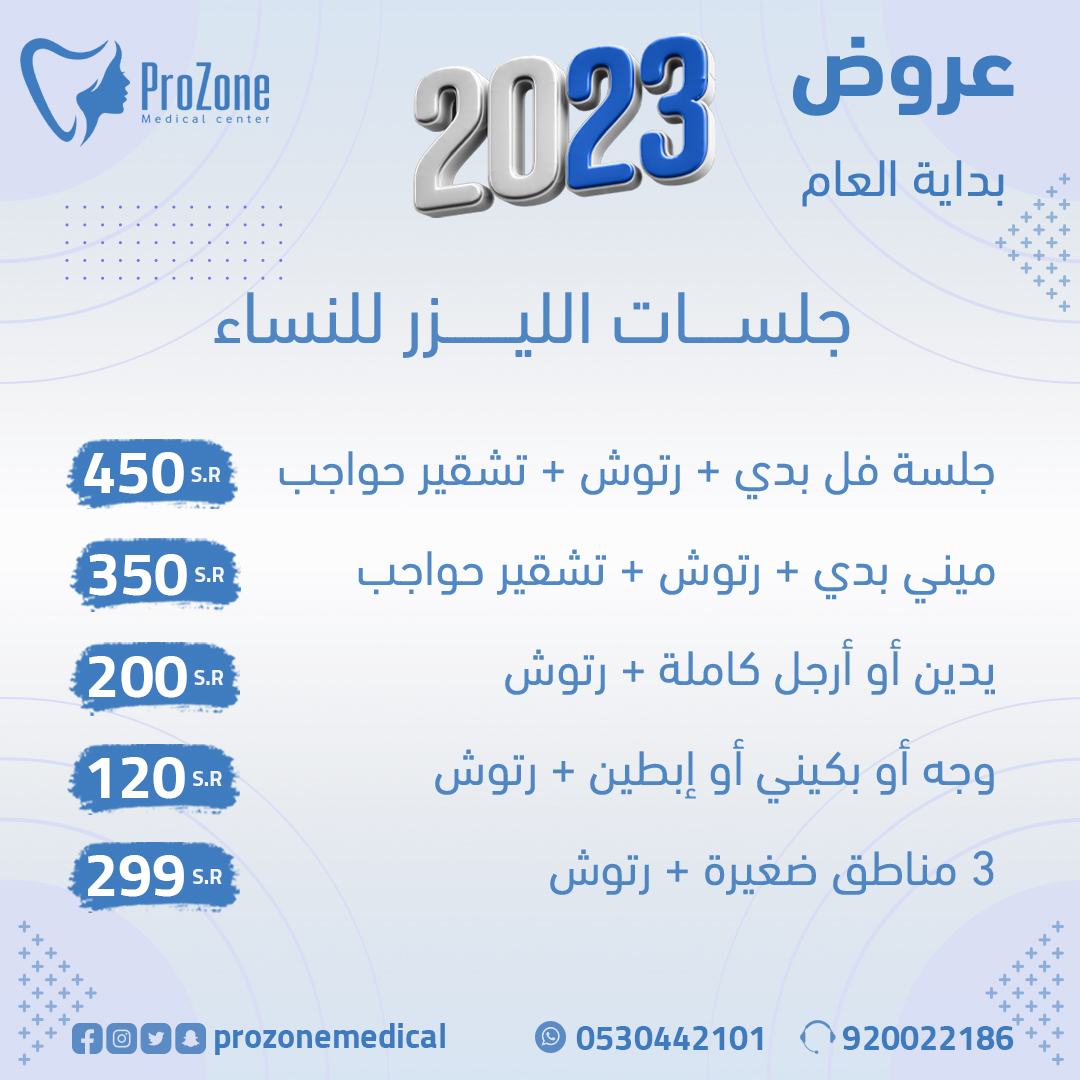 ProZone
Medical center
2023
عروض
بداية العام
جلسات الليزر للنساء
جلسة فل بدي + رتوش + تشقير حواجب 450 S.R
ميني بدي + رتوش + تشقير حواجب 350 S.R
يدين أو أرجل كاملة + رتوش 200 S.R
وجه أو بكيني أو إبطين + رتوش 120 S.R
3 مناطق ضغيرة + رتوش 299 S.R
prozonemedical 0530442101 920022186